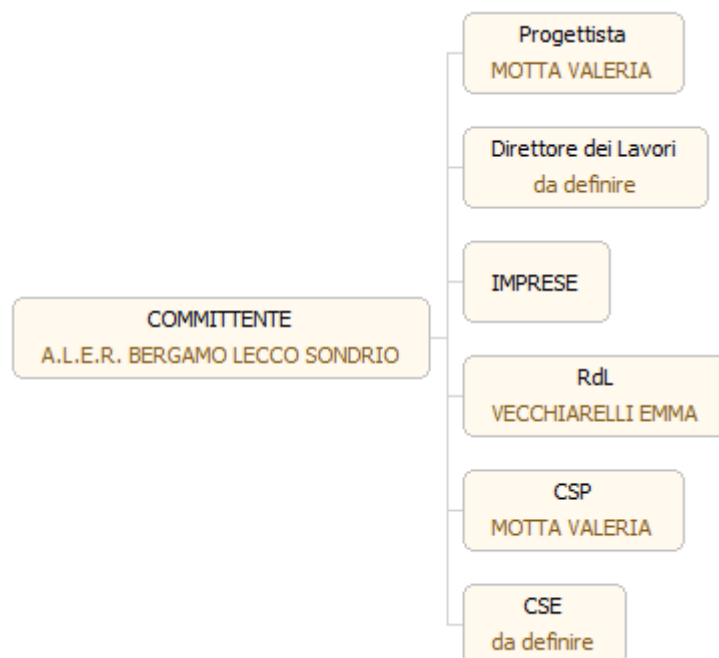 Progettista
MOTTA VALERIA
Direttore dei Lavori
da definire
IMPRESE
COMMITTENTE
A.L.E.R. BERGAMO LECCO SONDRIO
RdL
VECCHIARELLI EMMA
CSP
MOTTA VALERIA
CSE
da definire